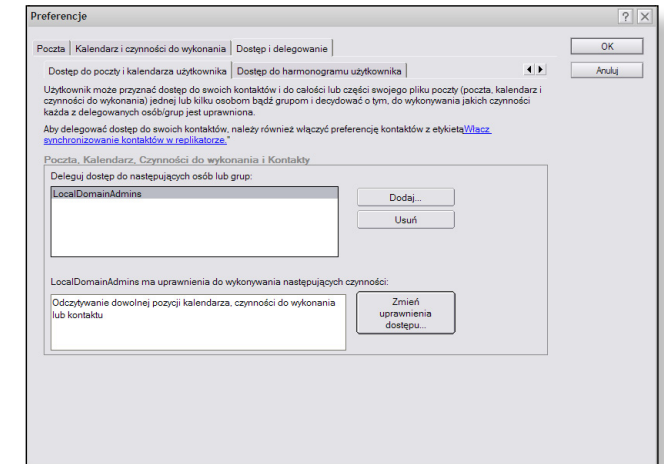 Preferencje
Poczta Kalendarz i czynności do wykonania Dostęp i delegowanie
OK
Dostęp do poczty i kalendarza użytkownika Dostęp do harmonogramu użytkownika
Anuluj
Użytkownik może przyznać dostęp do swoich kontaktów i do całości lub części swojego pliku poczty (poczta, kalendarz i
czynności do wykonania) jednej lub kilku osobom bądź grupom i decydować o tym, do wykonywania jakich czynności
każda z delegowanych osób/grup jest uprawniona.
Aby delegować dostęp do swoich kontaktów, należy również włączyć preferencję kontaktów z etykietą„Włącz
synchronizowanie kontaktów w replikatorze."
Poczta, Kalendarz, Czynności do wykonania i Kontakty
Deleguj dostęp do następujących osób lub grup:
LocalDomainAdmins
Dodaj...
Usuń
LocalDomainAdmins ma uprawnienia do wykonywania następujących czynności:
Odczytywanie dowolnej pozycji kalendarza, czynności do wykonania
lub kontaktu
Zmień
uprawnienia
dostępu...